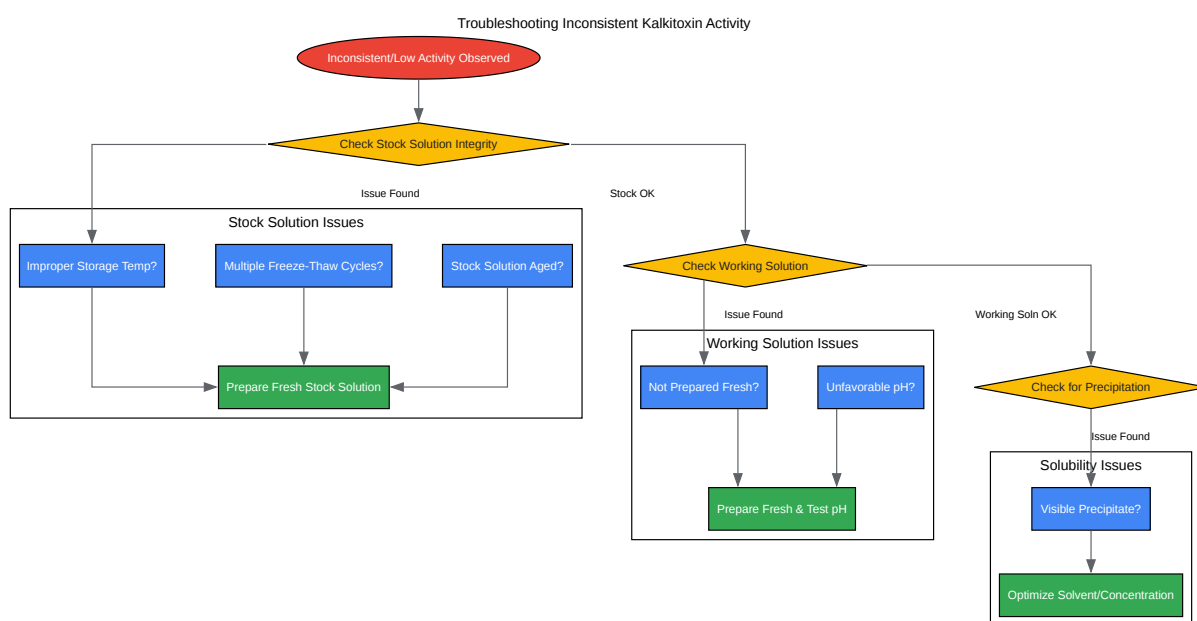 Troubleshooting Inconsistent Kalkitoxin Activity
Inconsistent/Low Activity Observed
Check Stock Solution Integrity
Issue Found
Stock OK
Stock Solution Issues
Improper Storage Temp?
Multiple Freeze-Thaw Cycles?
Stock Solution Aged?
Check Working Solution
Issue Found
Working Soln OK
Working Solution Issues
Prepare Fresh Stock Solution
Not Prepared Fresh?
Unfavorable pH?
Check for Precipitation
Issue Found
Solubility Issues
Prepare Fresh & Test pH
Visible Precipitate?
Optimize Solvent/Concentration